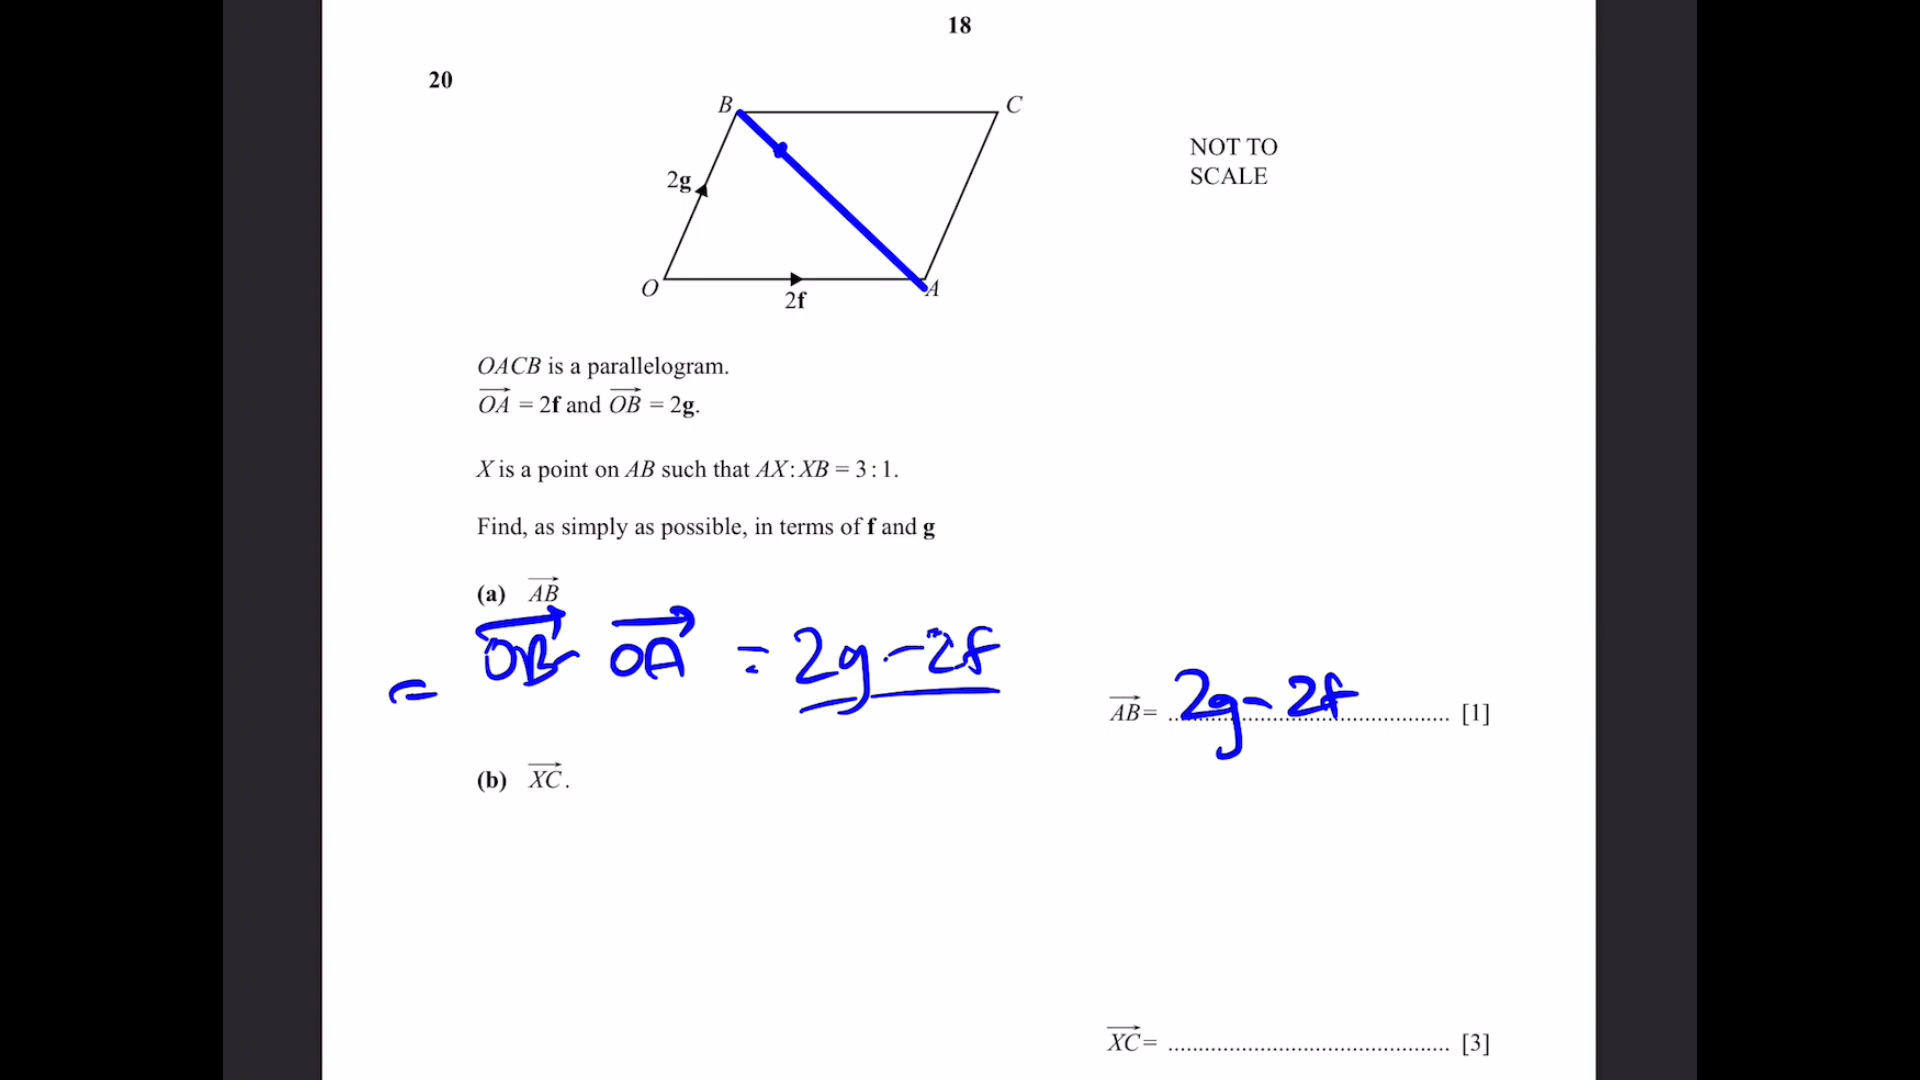 18
20
B
C
NOT TO
SCALE
2g
O
A
2f
OACB is a parallelogram.
OA = 2f and OB = 2g.
X is a point on AB such that AX : XB = 3 : 1.
Find, as simply as possible, in terms of f and g
(a) AB
= OB - OA = 2g - 2f
AB = 2g - 2f [1]
(b) XC.
XC = ............................................... [3]